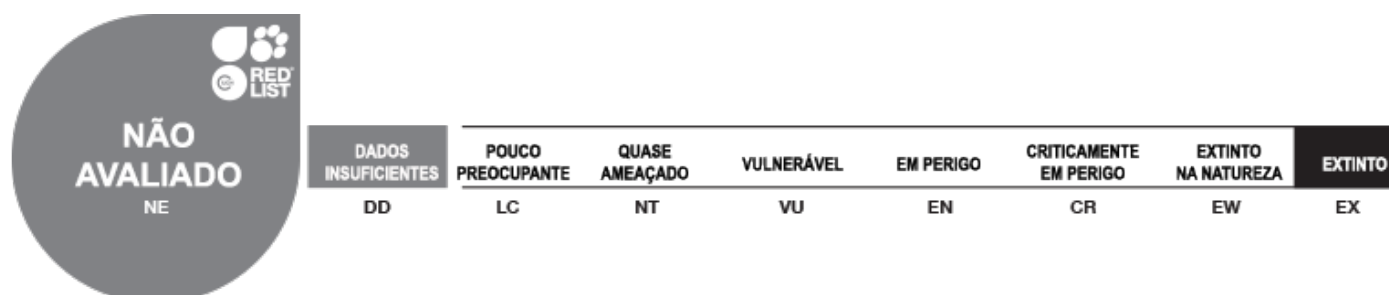 RED
LIST
NÃO
AVALIADO
NE
DADOS
INSUFICIENTES
DD
POUCO
PREOCUPANTE
LC
QUASE
AMEAÇADO
NT
VULNERÁVEL
VU
EM PERIGO
EN
CRITICAMENTE
EM PERIGO
CR
EXTINTO
NA NATUREZA
EW
EXTINTO
EX